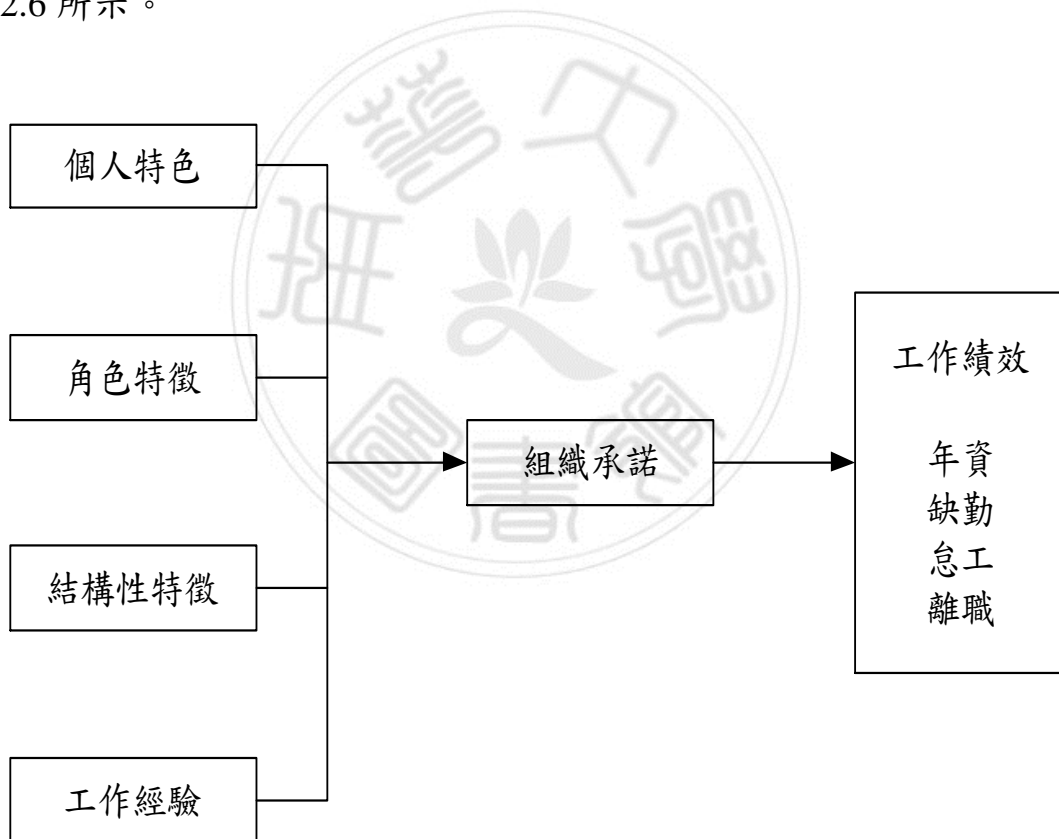 2.6 所示。
個人特色
角色特徵
結構性特徵
工作經驗
組織承諾
工作績效
年資
缺勤
怠工
離職